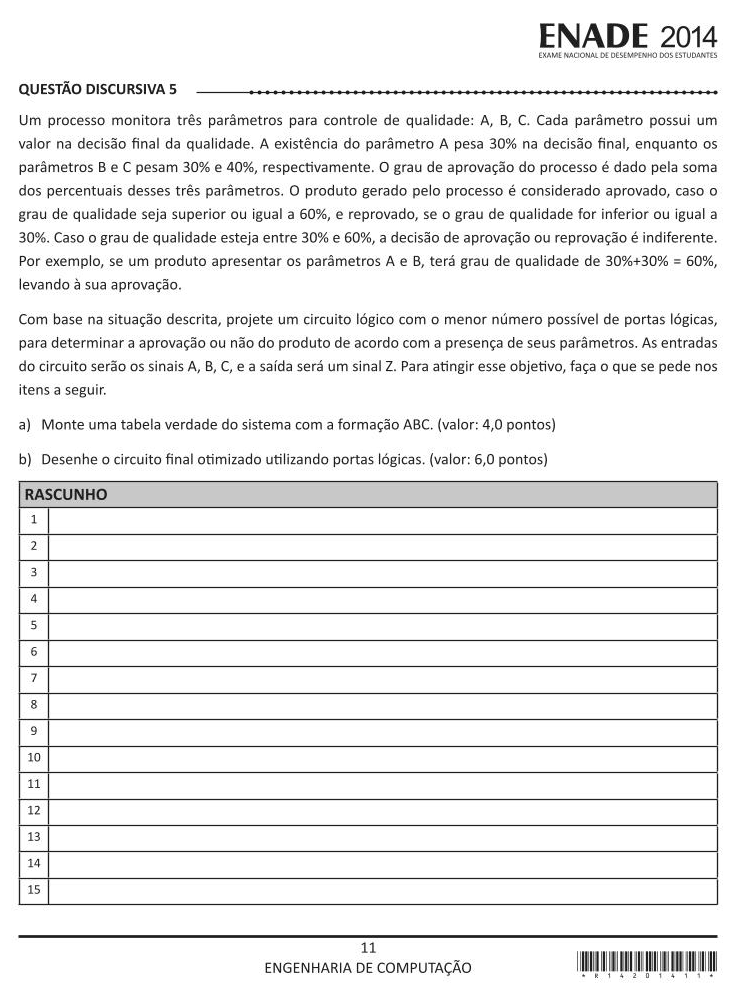 ENADE 2014
EXAME NACIONAL DE DESEMPENHO DOS ESTUDANTES
QUESTÃO DISCURSIVA 5
Um processo monitora três parâmetros para controle de qualidade: A, B, C. Cada parâmetro possui um
valor na decisão final da qualidade. A existência do parâmetro A pesa 30% na decisão final, enquanto os
parâmetros B e C pesam 30% e 40%, respectivamente. O grau de aprovação do processo é dado pela soma
dos percentuais desses três parâmetros. O produto gerado pelo processo é considerado aprovado, caso o
grau de qualidade seja superior ou igual a 60%, e reprovado, se o grau de qualidade for inferior ou igual a
30%. Caso o grau de qualidade esteja entre 30% e 60%, a decisão de aprovação ou reprovação é indiferente.
Por exemplo, se um produto apresentar os parâmetros A e B, terá grau de qualidade de 30%+30% = 60%,
levando à sua aprovação.
Com base na situação descrita, projete um circuito lógico com o menor número possível de portas lógicas,
para determinar a aprovação ou não do produto de acordo com a presença de seus parâmetros. As entradas
do circuito serão os sinais A, B, C, e a saída será um sinal Z. Para atingir esse objetivo, faça o que se pede nos
itens a seguir.
a) Monte uma tabela verdade do sistema com a formação ABC. (valor: 4,0 pontos)
b) Desenhe o circuito final otimizado utilizando portas lógicas. (valor: 6,0 pontos)
RASCUNHO
1
2
3
4
5
6
7
8
9
10
11
12
13
14
15
11
ENGENHARIA DE COMPUTAÇÃO
* R 1 4 2 0 1 4 1 1 *